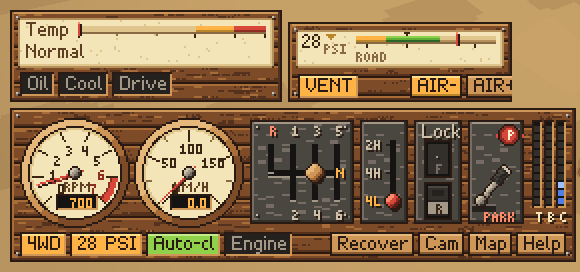 Temp
Normal
Oil Cool Drive
28 PSI
ROAD
VENT AIR- AIR+
1 2 3 4 5 6
RPM
700
50 100 150
M/H
0.0
R 1 3 5
N
2 4 6
2H
4H
4L
Lock
F
R
P
PARK
T B C
4WD 28 PSI Auto-cl Engine
Recover Cam Map Help